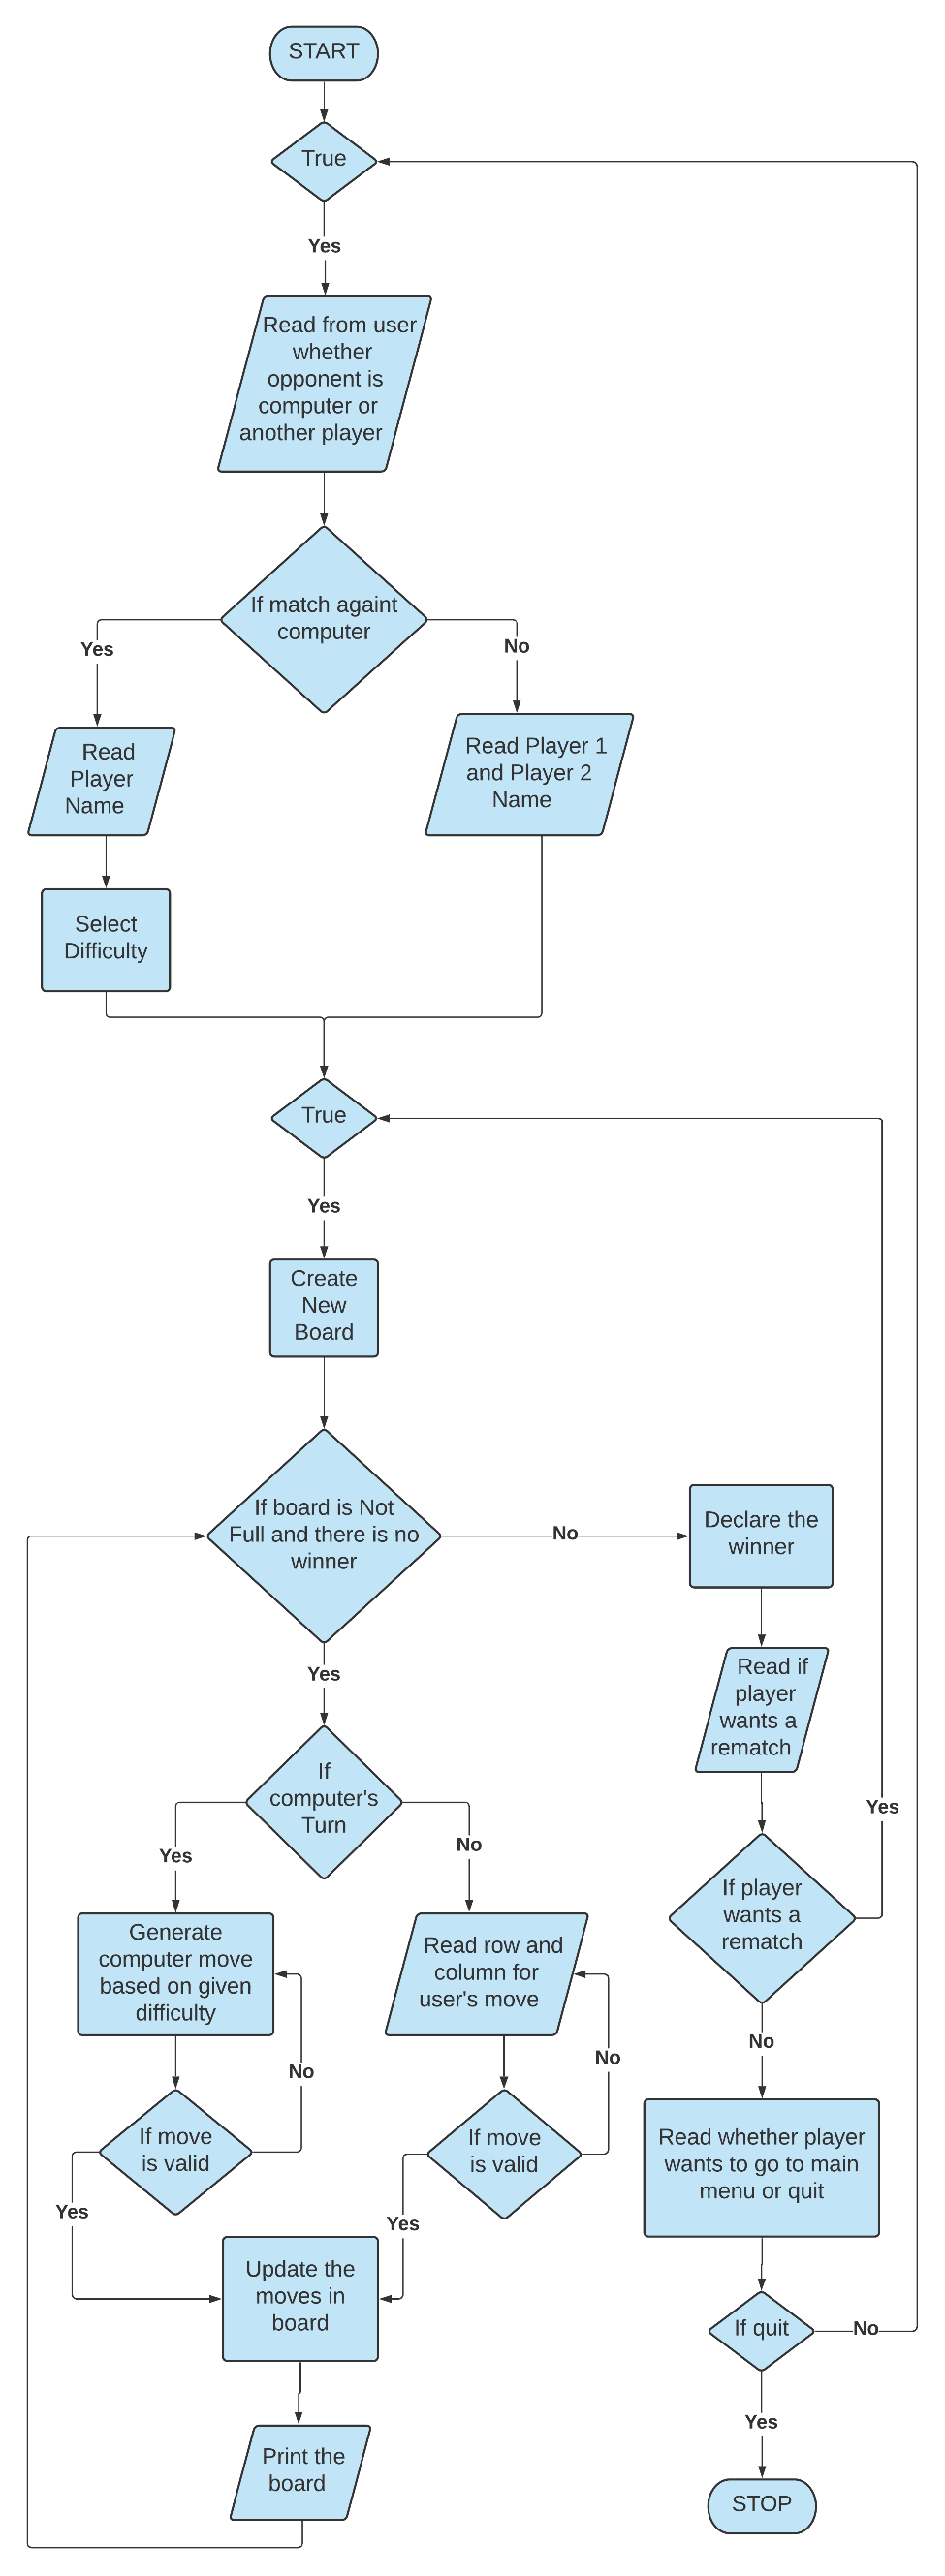 START
True
Yes
Read from user
whether
opponent is
computer or
another player
If match againt
computer
Yes
No
Read
Player
Name
Read Player 1
and Player 2
Name
Select
Difficulty
True
Yes
Create
New
Board
If board is Not
Full and there is no
winner
No
Declare the
winner
Yes
Read if
player
wants a
rematch
If
computer's
Turn
Yes
No
Yes
If player
wants a
rematch
Generate
computer move
based on given
difficulty
Read row and
column for
user's move
No
No
No
If move
is valid
If move
is valid
Read whether player
wants to go to main
menu or quit
Yes
Yes
Update the
moves in
board
If quit
No
Yes
Print the
board
STOP